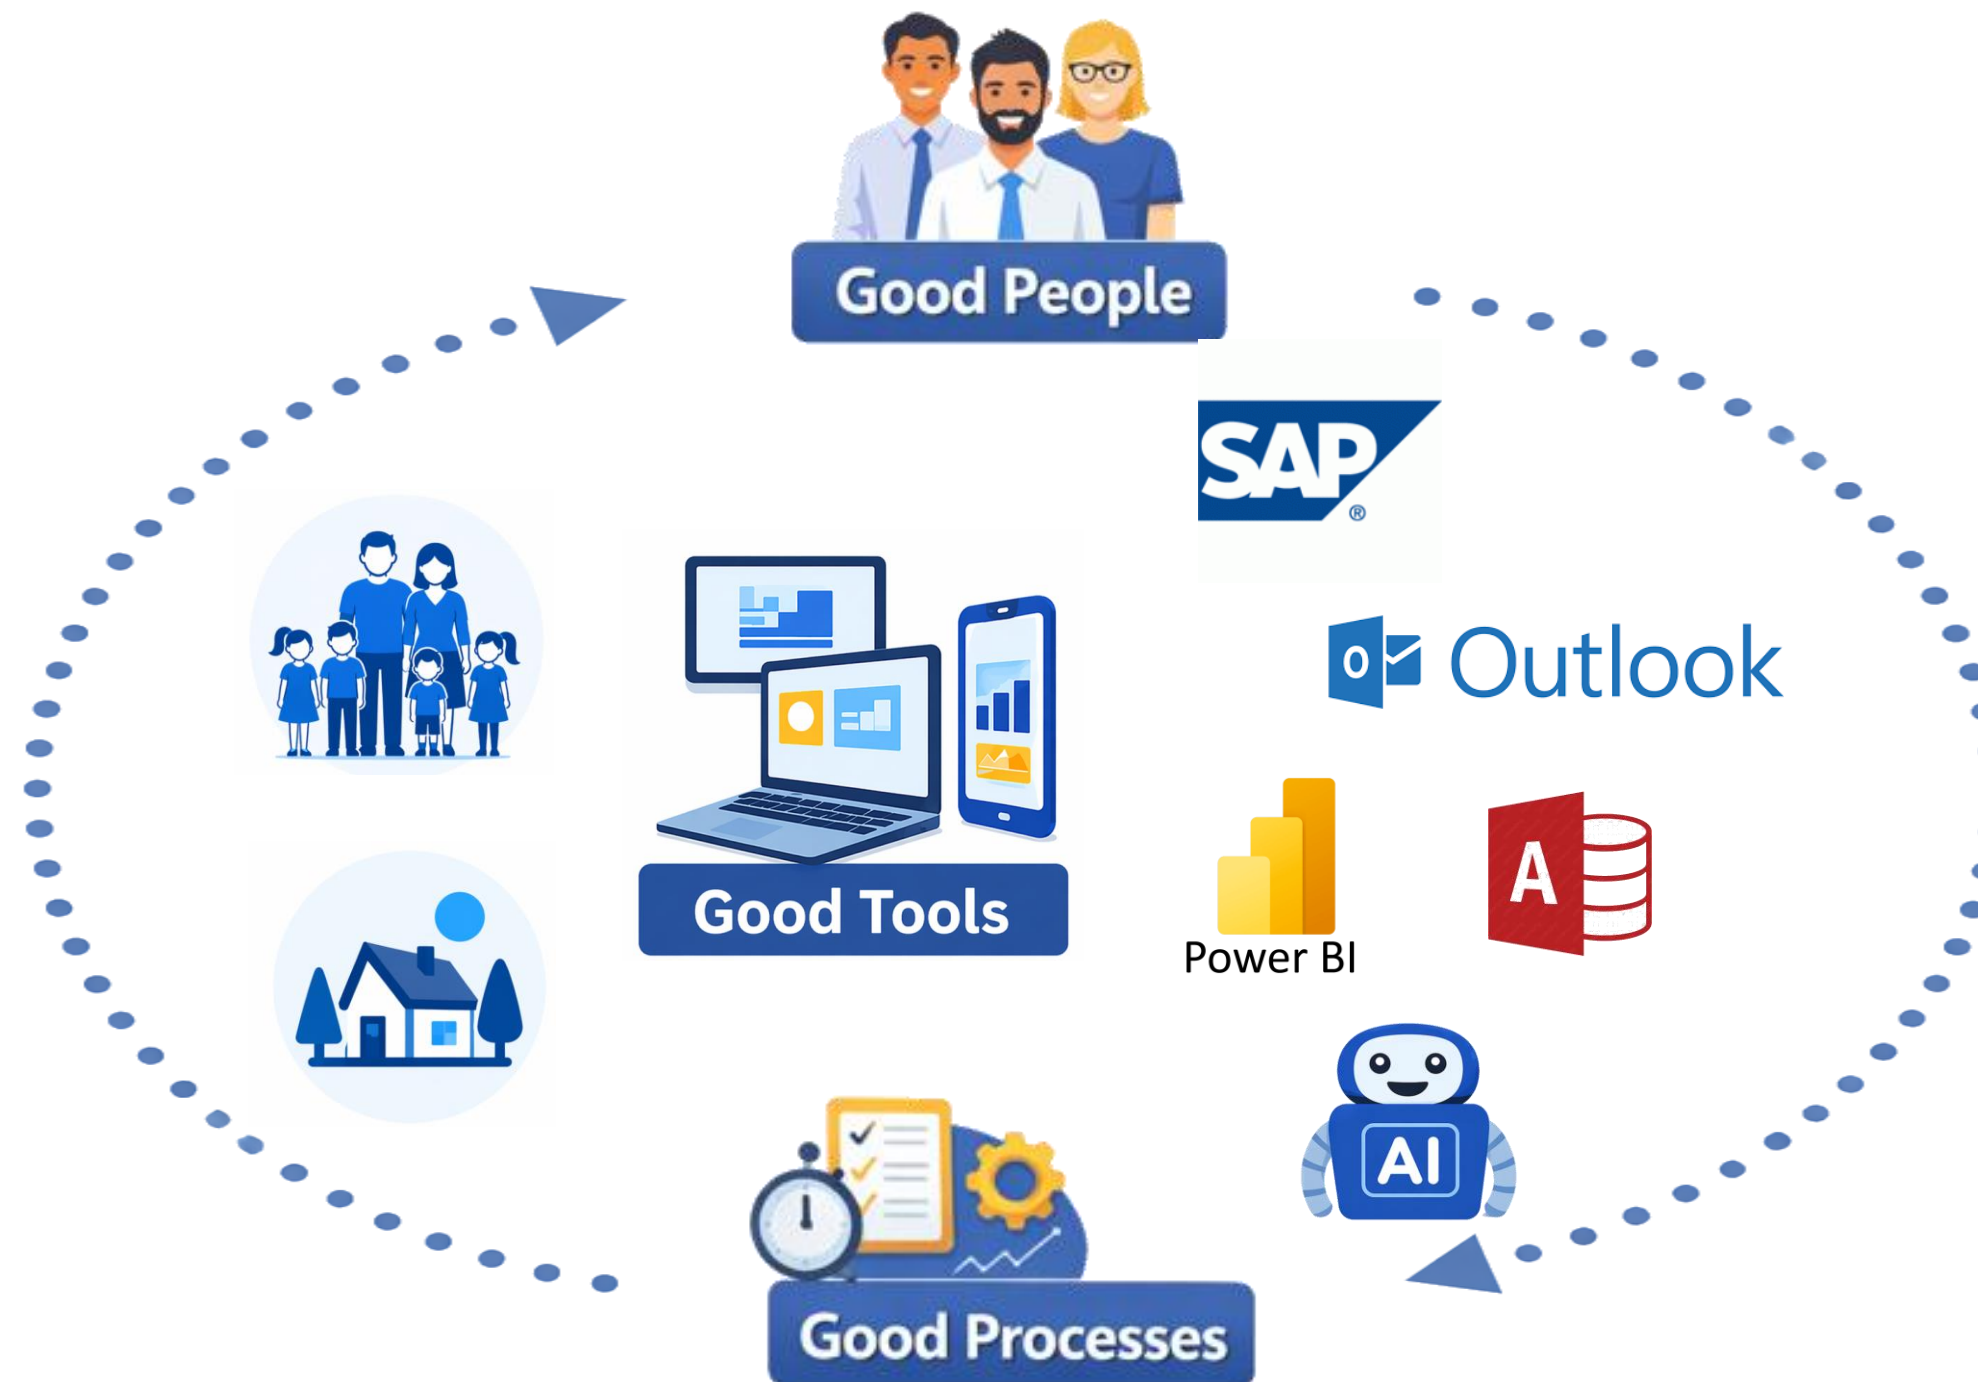 Good People
SAP
®
O Outlook
Good Tools
Power BI
A
AI
Good Processes